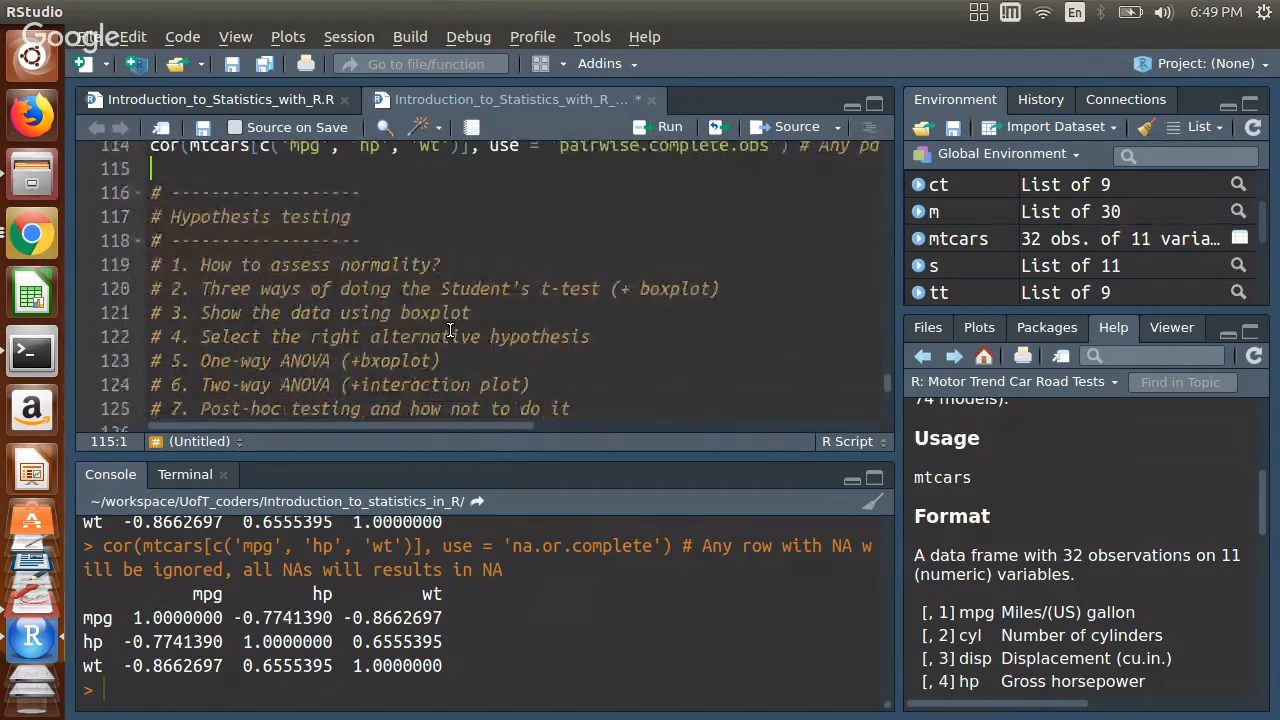 RStudio
En
6:49 PM
Google
File Edit Code View Plots Session Build Debug Profile Tools Help
Go to file/function
Addins
Project: (None)
Introduction_to_Statistics_with_R.R
Introduction_to_Statistics_with_R_... *
Source on Save
Run
Source
114 cor(mtcars[c('mpg', 'hp', 'wt')], use = 'pairwise.complete.obs') # Any pa
115
116 # -------------------
117 # Hypothesis testing
118 # -------------------
119 # 1. How to assess normality?
120 # 2. Three ways of doing the Student's t-test (+ boxplot)
121 # 3. Show the data using boxplot
122 # 4. Select the right alternative hypothesis
123 # 5. One-way ANOVA (+bxoplot)
124 # 6. Two-way ANOVA (+interaction plot)
125 # 7. Post-hoc testing and how not to do it
115:1
# (Untitled)
R Script
Console Terminal
~/workspace/UofT_coders/Introduction_to_statistics_in_R/
wt -0.8662697 0.6555395 1.0000000
> cor(mtcars[c('mpg', 'hp', 'wt')], use = 'na.or.complete') # Any row with NA w
ill be ignored, all NAs will results in NA
mpg hp wt
mpg 1.0000000 -0.7741390 -0.8662697
hp -0.7741390 1.0000000 0.6555395
wt -0.8662697 0.6555395 1.0000000
>
Environment History Connections
Import Dataset
List
Global Environment
ct List of 9
m List of 30
mtcars 32 obs. of 11 varia...
s List of 11
tt List of 9
Files Plots Packages Help Viewer
R: Motor Trend Car Road Tests
Find in Topic
74 models).
Usage
mtcars
Format
A data frame with 32 observations on 11
(numeric) variables.
[, 1] mpg Miles/(US) gallon
[, 2] cyl Number of cylinders
[, 3] disp Displacement (cu.in.)
[, 4] hp Gross horsepower